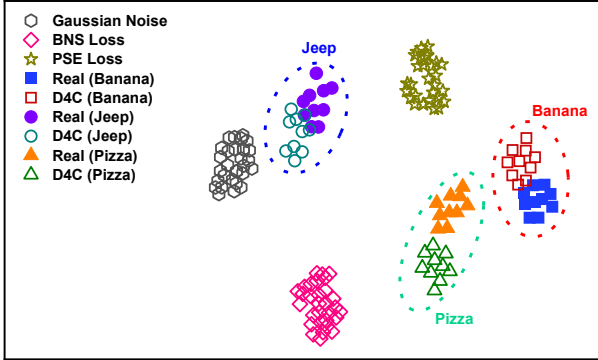 Gaussian Noise
BNS Loss
PSE Loss
Real (Banana)
D4C (Banana)
Real (Jeep)
D4C (Jeep)
Real (Pizza)
D4C (Pizza)
Jeep
Banana
Pizza